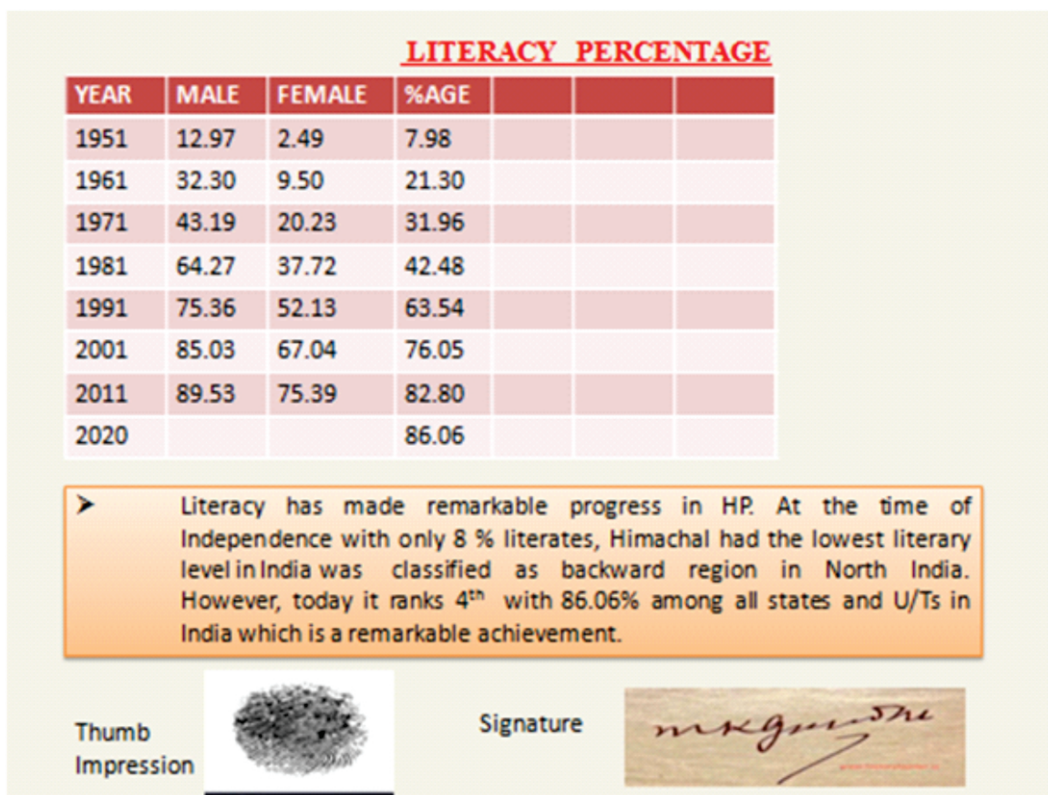 LITERACY PERCENTAGE
YEAR MALE FEMALE %AGE
1951 12.97 2.49 7.98
1961 32.30 9.50 21.30
1971 43.19 20.23 31.96
1981 64.27 37.72 42.48
1991 75.36 52.13 63.54
2001 85.03 67.04 76.05
2011 89.53 75.39 82.80
2020 86.06
➢ Literacy has made remarkable progress in HP. At the time of
Independence with only 8 % literates, Himachal had the lowest literary
level in India was classified as backward region in North India.
However, today it ranks 4th with 86.06% among all states and U/Ts in
India which is a remarkable achievement.
Thumb
Impression
Signature
mkgandhi